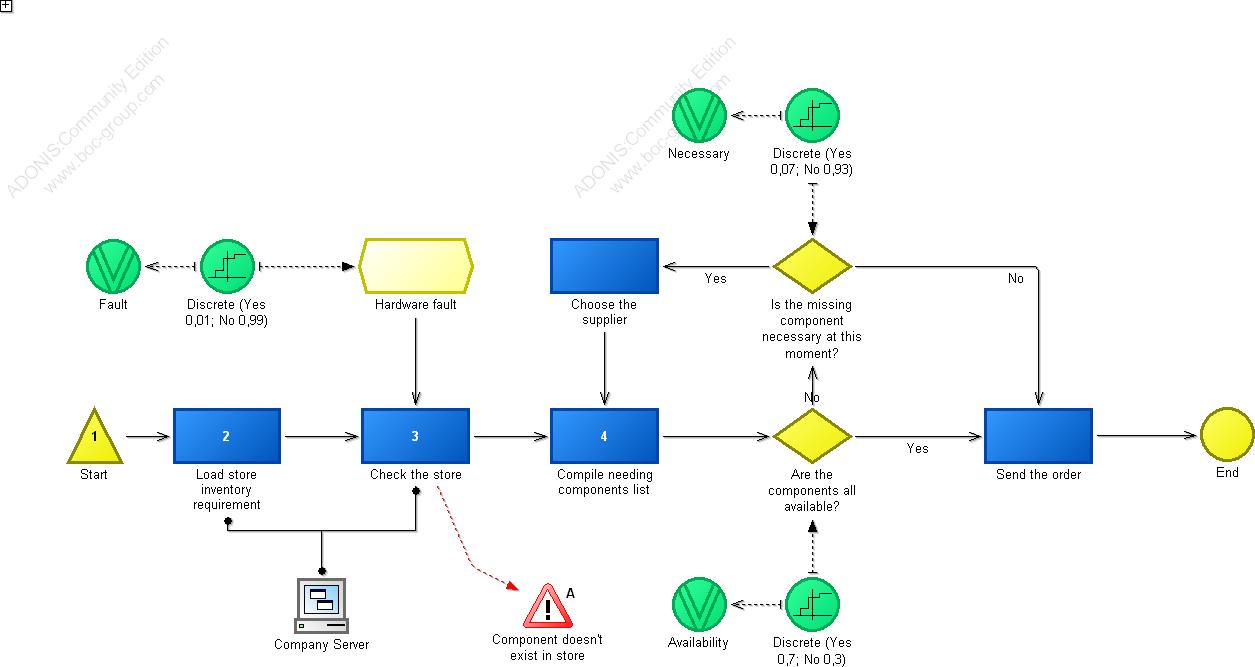 ADONIS:Community Edition
www.boc-group.com
ADONIS:Community Edition
www.boc-group.com
Necessary
Discrete (Yes
0,07; No 0,93)
Fault
Discrete (Yes
0,01; No 0,99)
Hardware fault
Choose the
supplier
Yes
Is the missing
component
necessary at this
moment?
No
No
1
Start
2
Load store
inventory
requirement
3
Check the store
4
Compile needing
components list
Are the
components all
available?
Yes
Send the order
End
Company Server
A
Component doesn't
exist in store
Availability
Discrete (Yes
0,7; No 0,3)